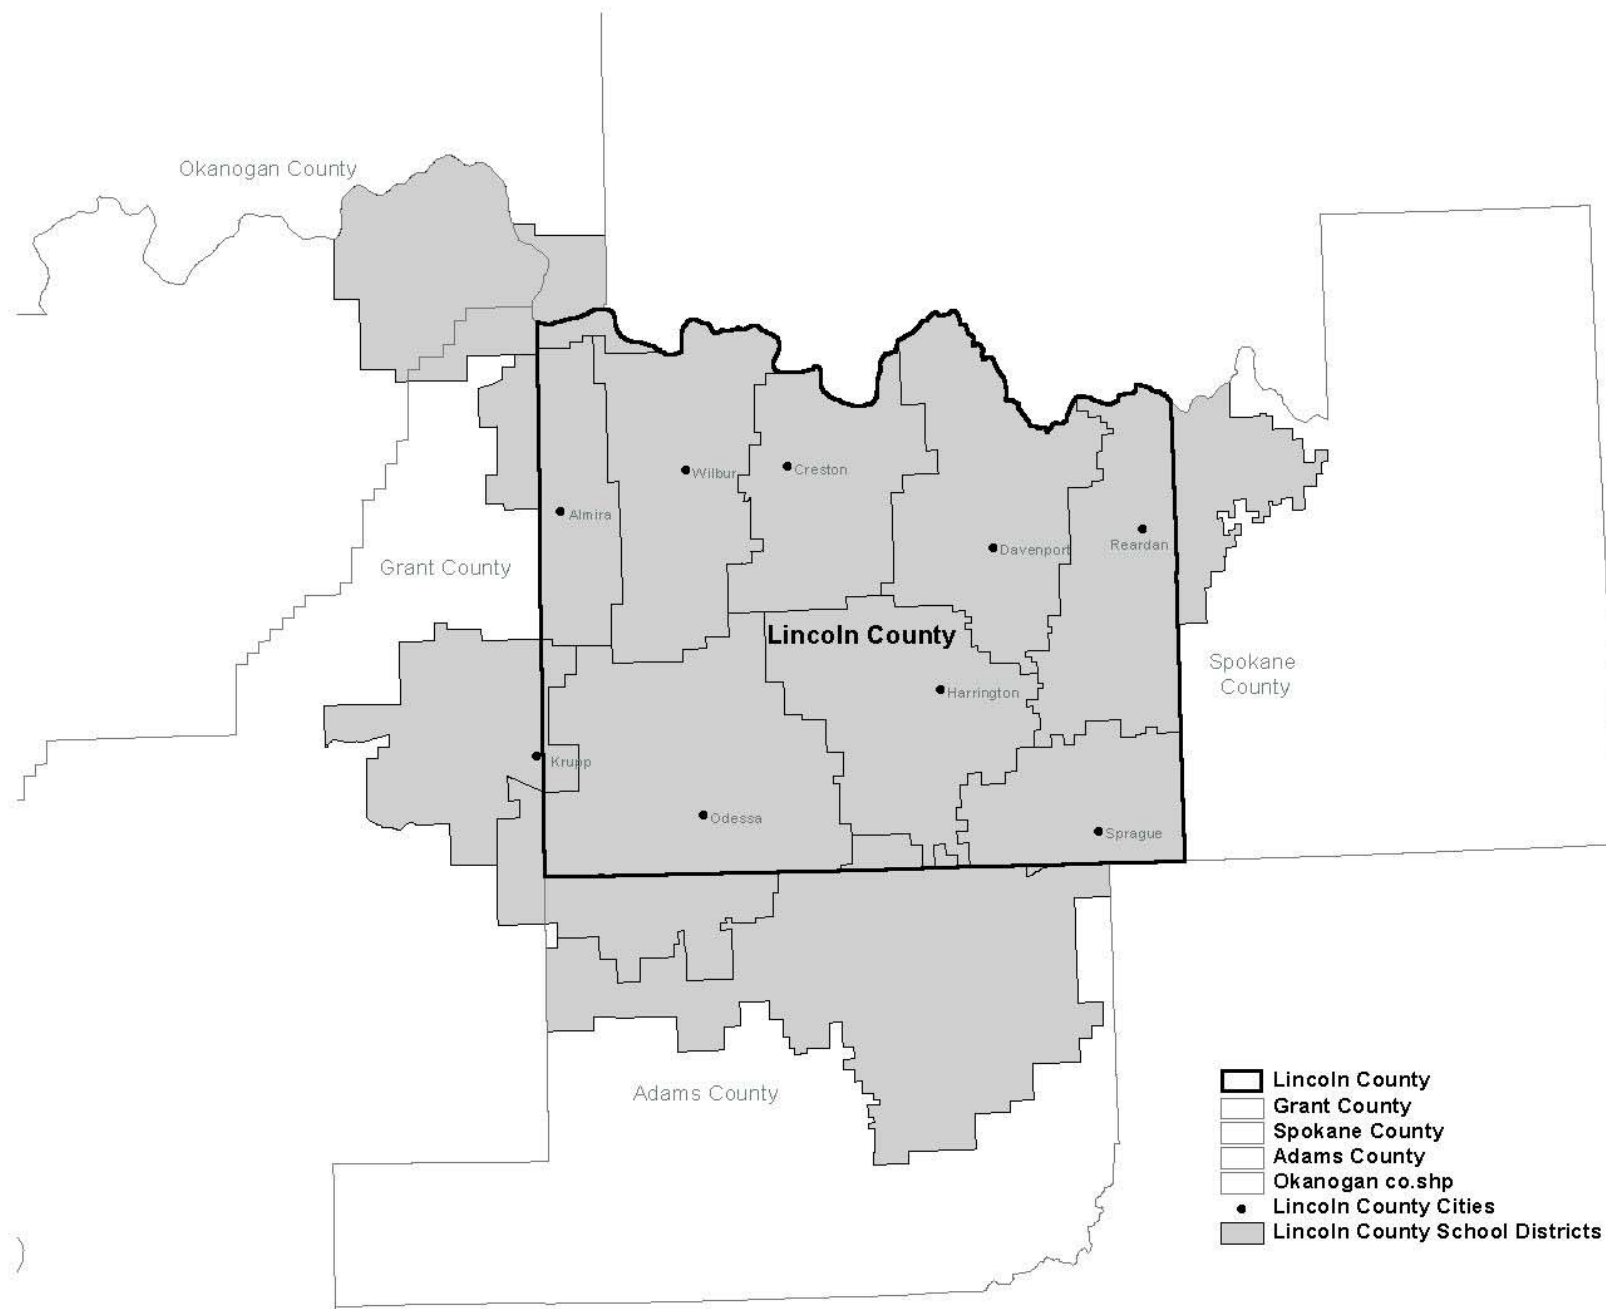 Okanogan County
Wilbur
Creston
Almira
Davenport
Reardan
Grant County
Lincoln County
Spokane
County
Harrington
Krupp
Odessa
Sprague
Adams County
Lincoln County
Grant County
Spokane County
Adams County
Okanogan co.shp
Lincoln County Cities
Lincoln County School Districts